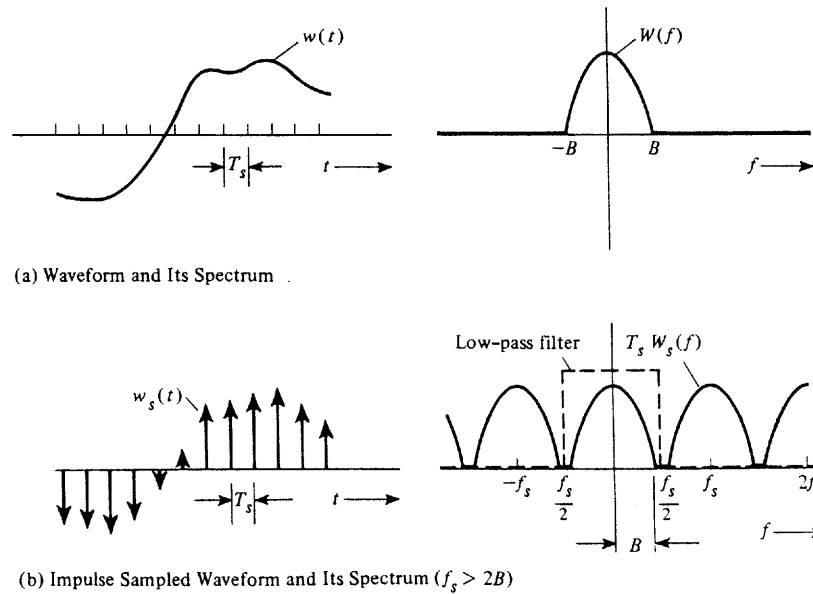 w(t)
W(f)
T_s
t
−B
B
f
(a) Waveform and Its Spectrum
Low-pass filter
T_s W_s(f)
w_s(t)
T_s
t
−f_s
f_s/2
f_s/2
f_s
2f
B
f
(b) Impulse Sampled Waveform and Its Spectrum (f_s > 2B)